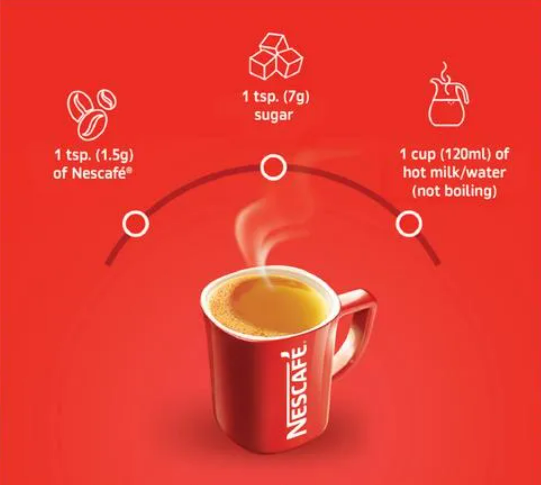 1 tsp. (7g)
sugar
1 tsp. (1.5g)
of Nescafé®
1 cup (120ml) of
hot milk/water
(not boiling)
NESCAFÉ